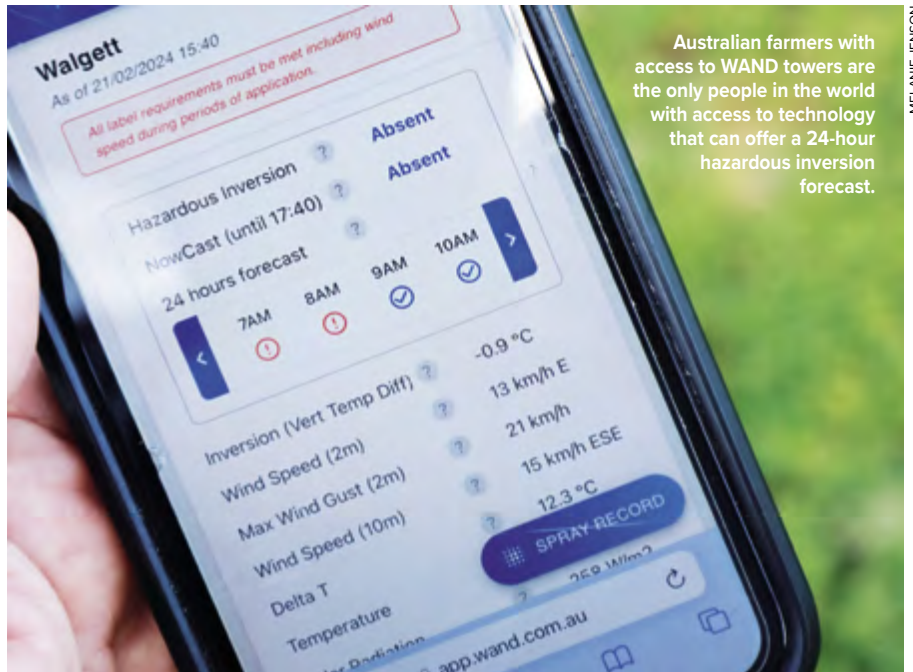 Walgett
As of 21/02/2024 15:40
All label requirements must be met including wind
speed during periods of application.
Hazardous Inversion ? Absent
NowCast (until 17:40) ? Absent
24 hours forecast ?
< 7AM 8AM 9AM 10AM >
Inversion (Vert Temp Diff) ? -0.9 °C
Wind Speed (2m) ? 13 km/h E
Max Wind Gust (2m) ? 21 km/h
Wind Speed (10m) ? 15 km/h ESE
Delta T ? 12.3 °C
Temperature
SPRAY RECORD
Radiation ? W/m2
app.wand.com.au
Australian farmers with
access to WAND towers are
the only people in the world
with access to technology
that can offer a 24-hour
hazardous inversion
forecast.
MELANIE JENSON